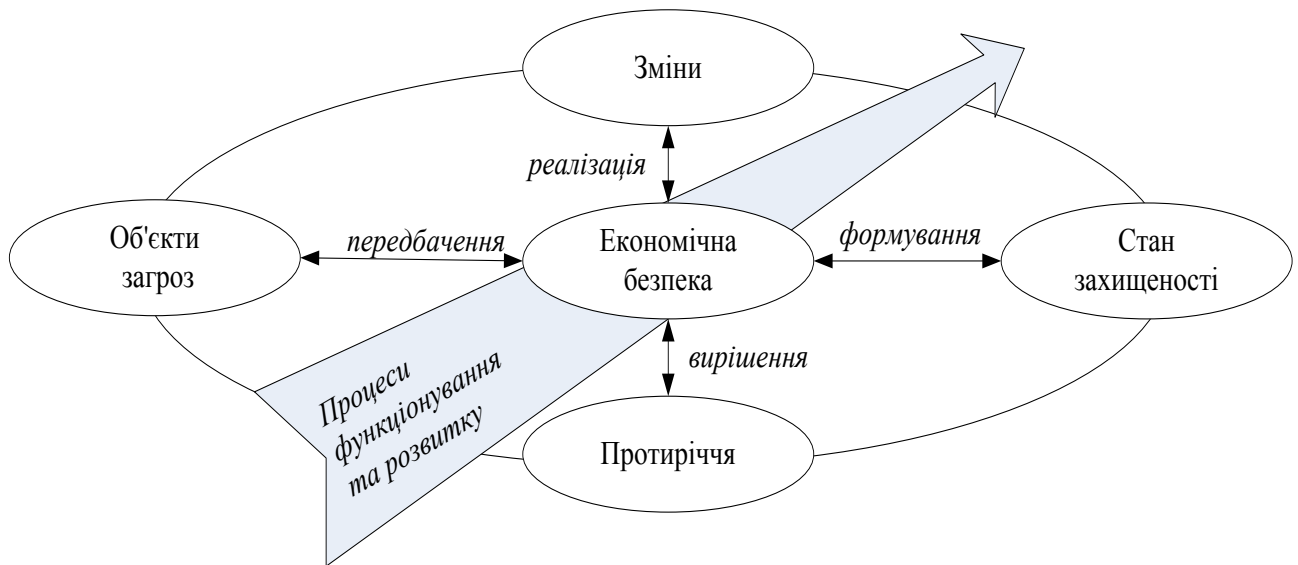 Зміни
реалізація
Об'єкти
загроз
передбачення
Економічна
безпека
формування
Стан
захищеності
вирішення
Процеси
функціонування
та розвитку
Протиріччя